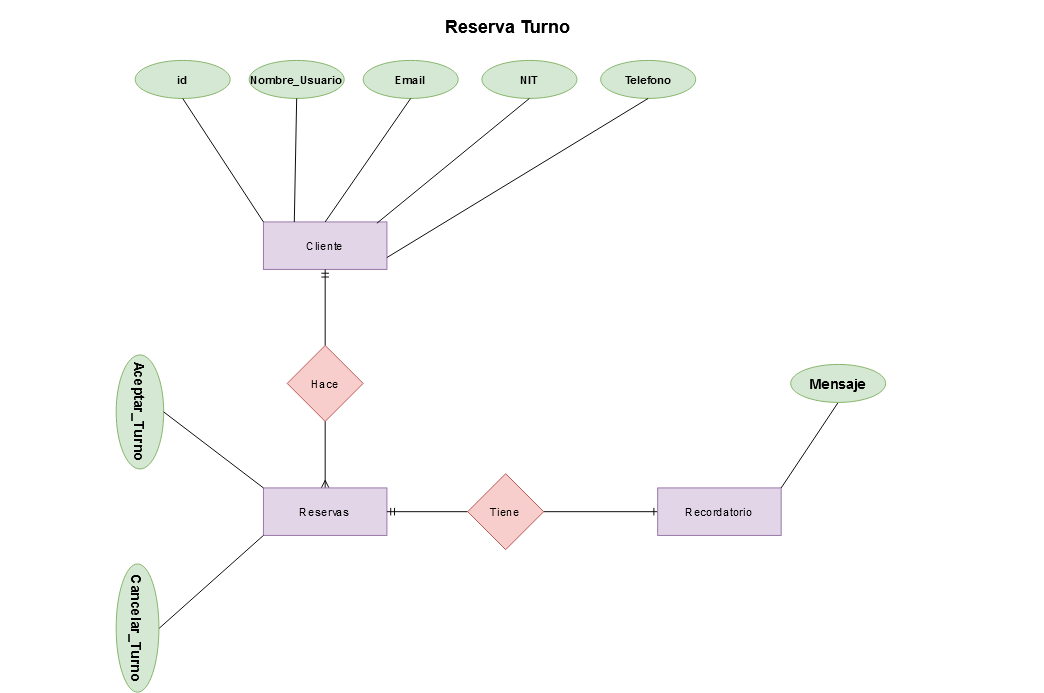 Reserva Turno
id
Nombre_Usuario
Email
NIT
Telefono
Cliente
Hace
Aceptar_Turno
Mensaje
Reservas
Tiene
Recordatorio
Cancelar_Turno